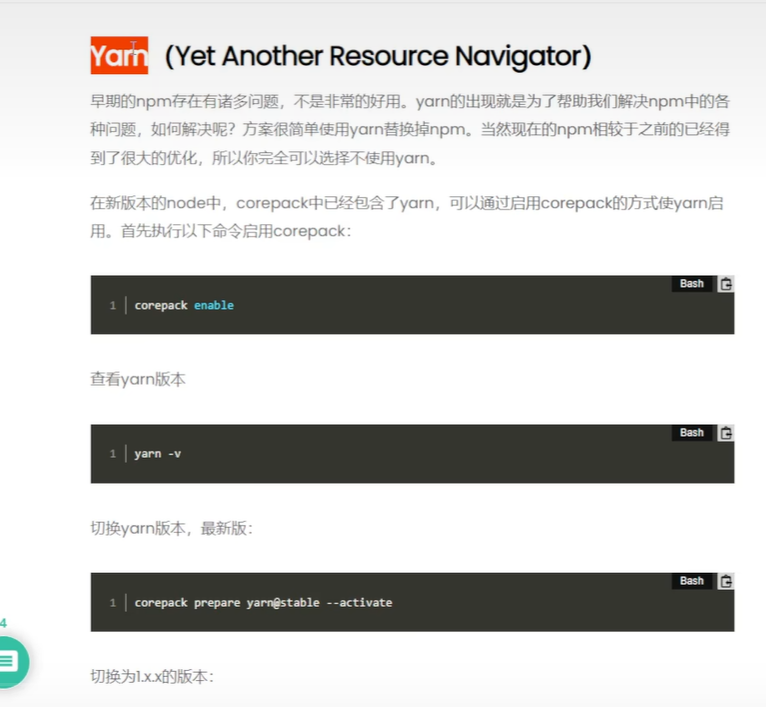 Yarn (Yet Another Resource Navigator)
早期的npm存在有诸多问题，不是非常的好用。yarn的出现就是为了帮助我们解决npm中的各
种问题，如何解决呢？方案很简单使用yarn替换掉npm。当然现在的npm相较于之前的已经得
到了很大的优化，所以你完全可以选择不使用yarn。
在新版本的node中，corepack中已经包含了yarn，可以通过启用corepack的方式使yarn启
用。首先执行以下命令启用corepack：
Bash
1 corepack enable
查看yarn版本
Bash
1 yarn -v
切换yarn版本，最新版：
Bash
1 corepack prepare yarn@stable --activate
4
切换为1.x.x的版本：